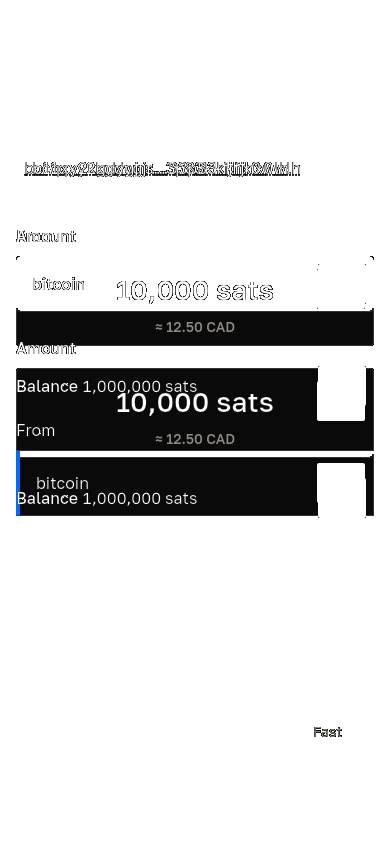 Amount
bitcoin
10,000 sats
≈ 12.50 CAD
Amount
Balance 1,000,000 sats
10,000 sats
From
≈ 12.50 CAD
bitcoin
Balance 1,000,000 sats
Fast